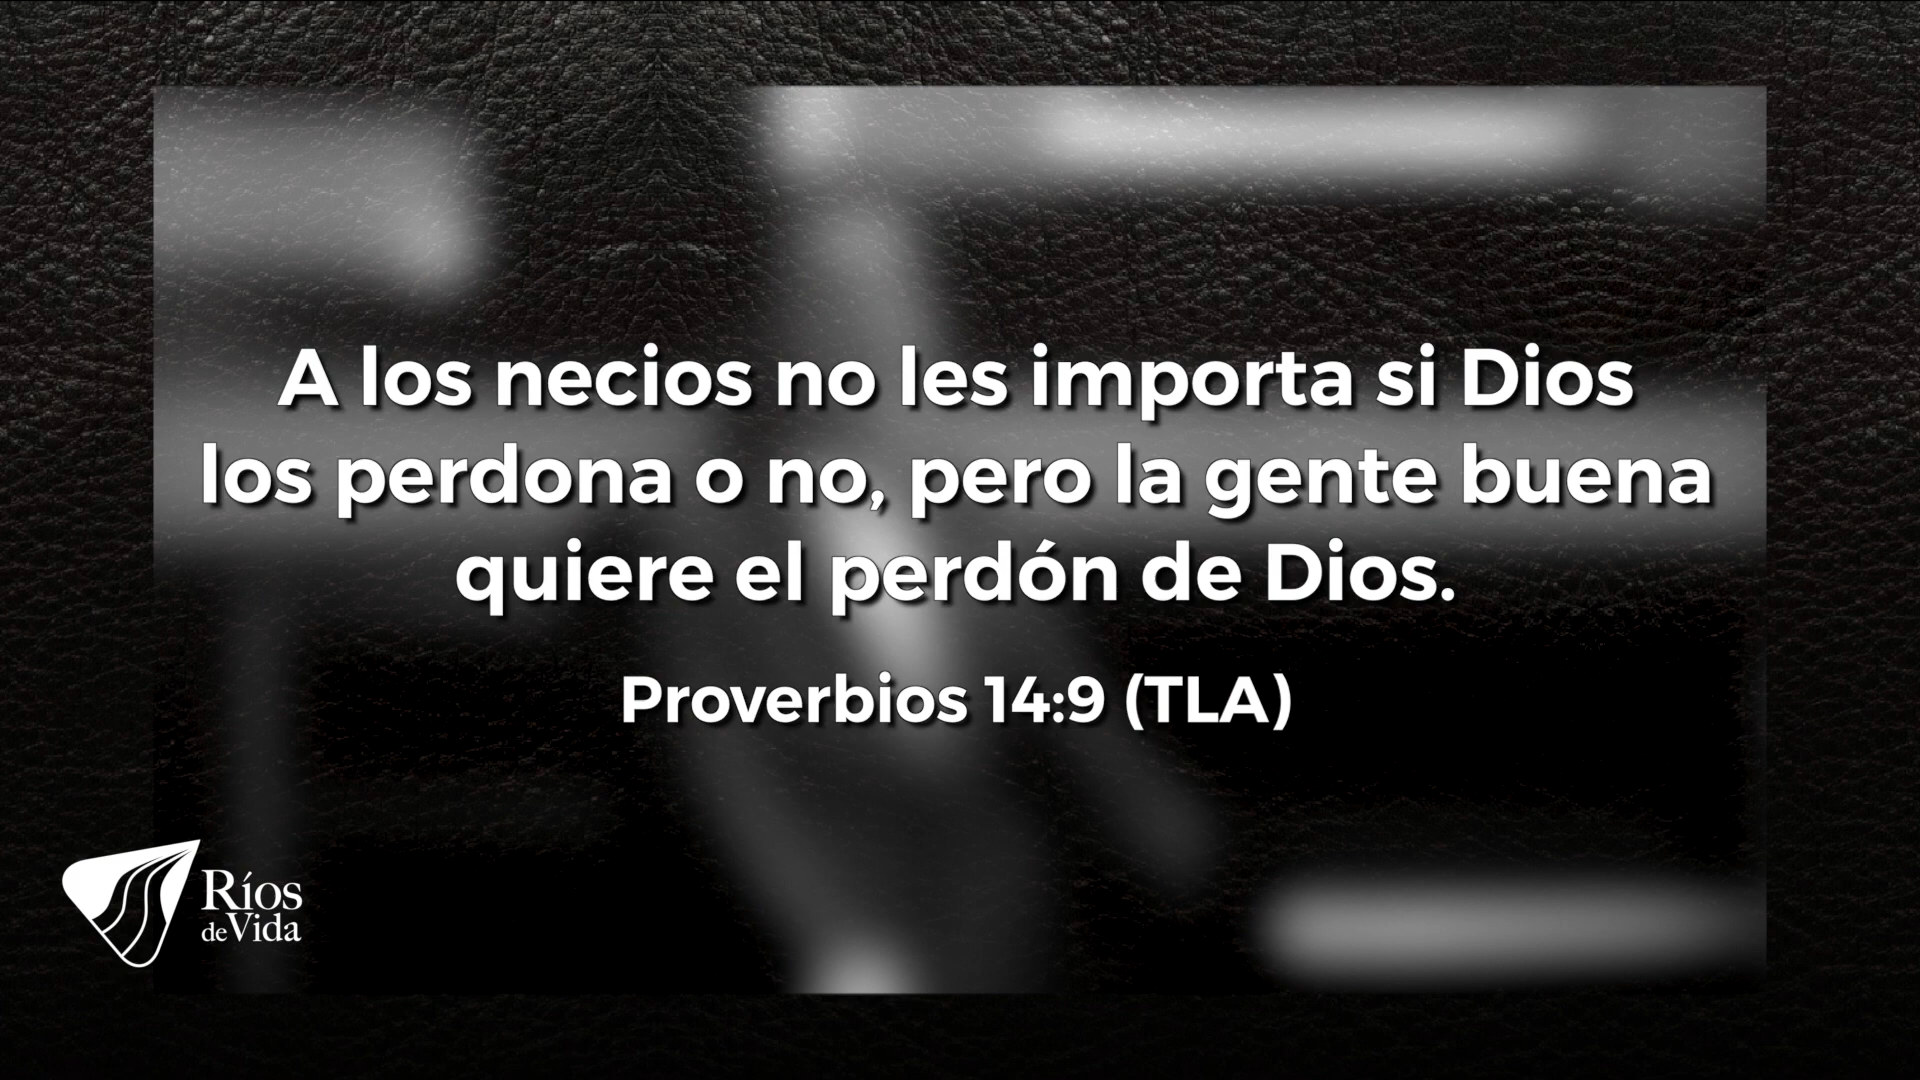 A los necios no les importa si Dios
los perdona o no, pero la gente buena
quiere el perdón de Dios.
Proverbios 14:9 (TLA)
Ríos
de Vida